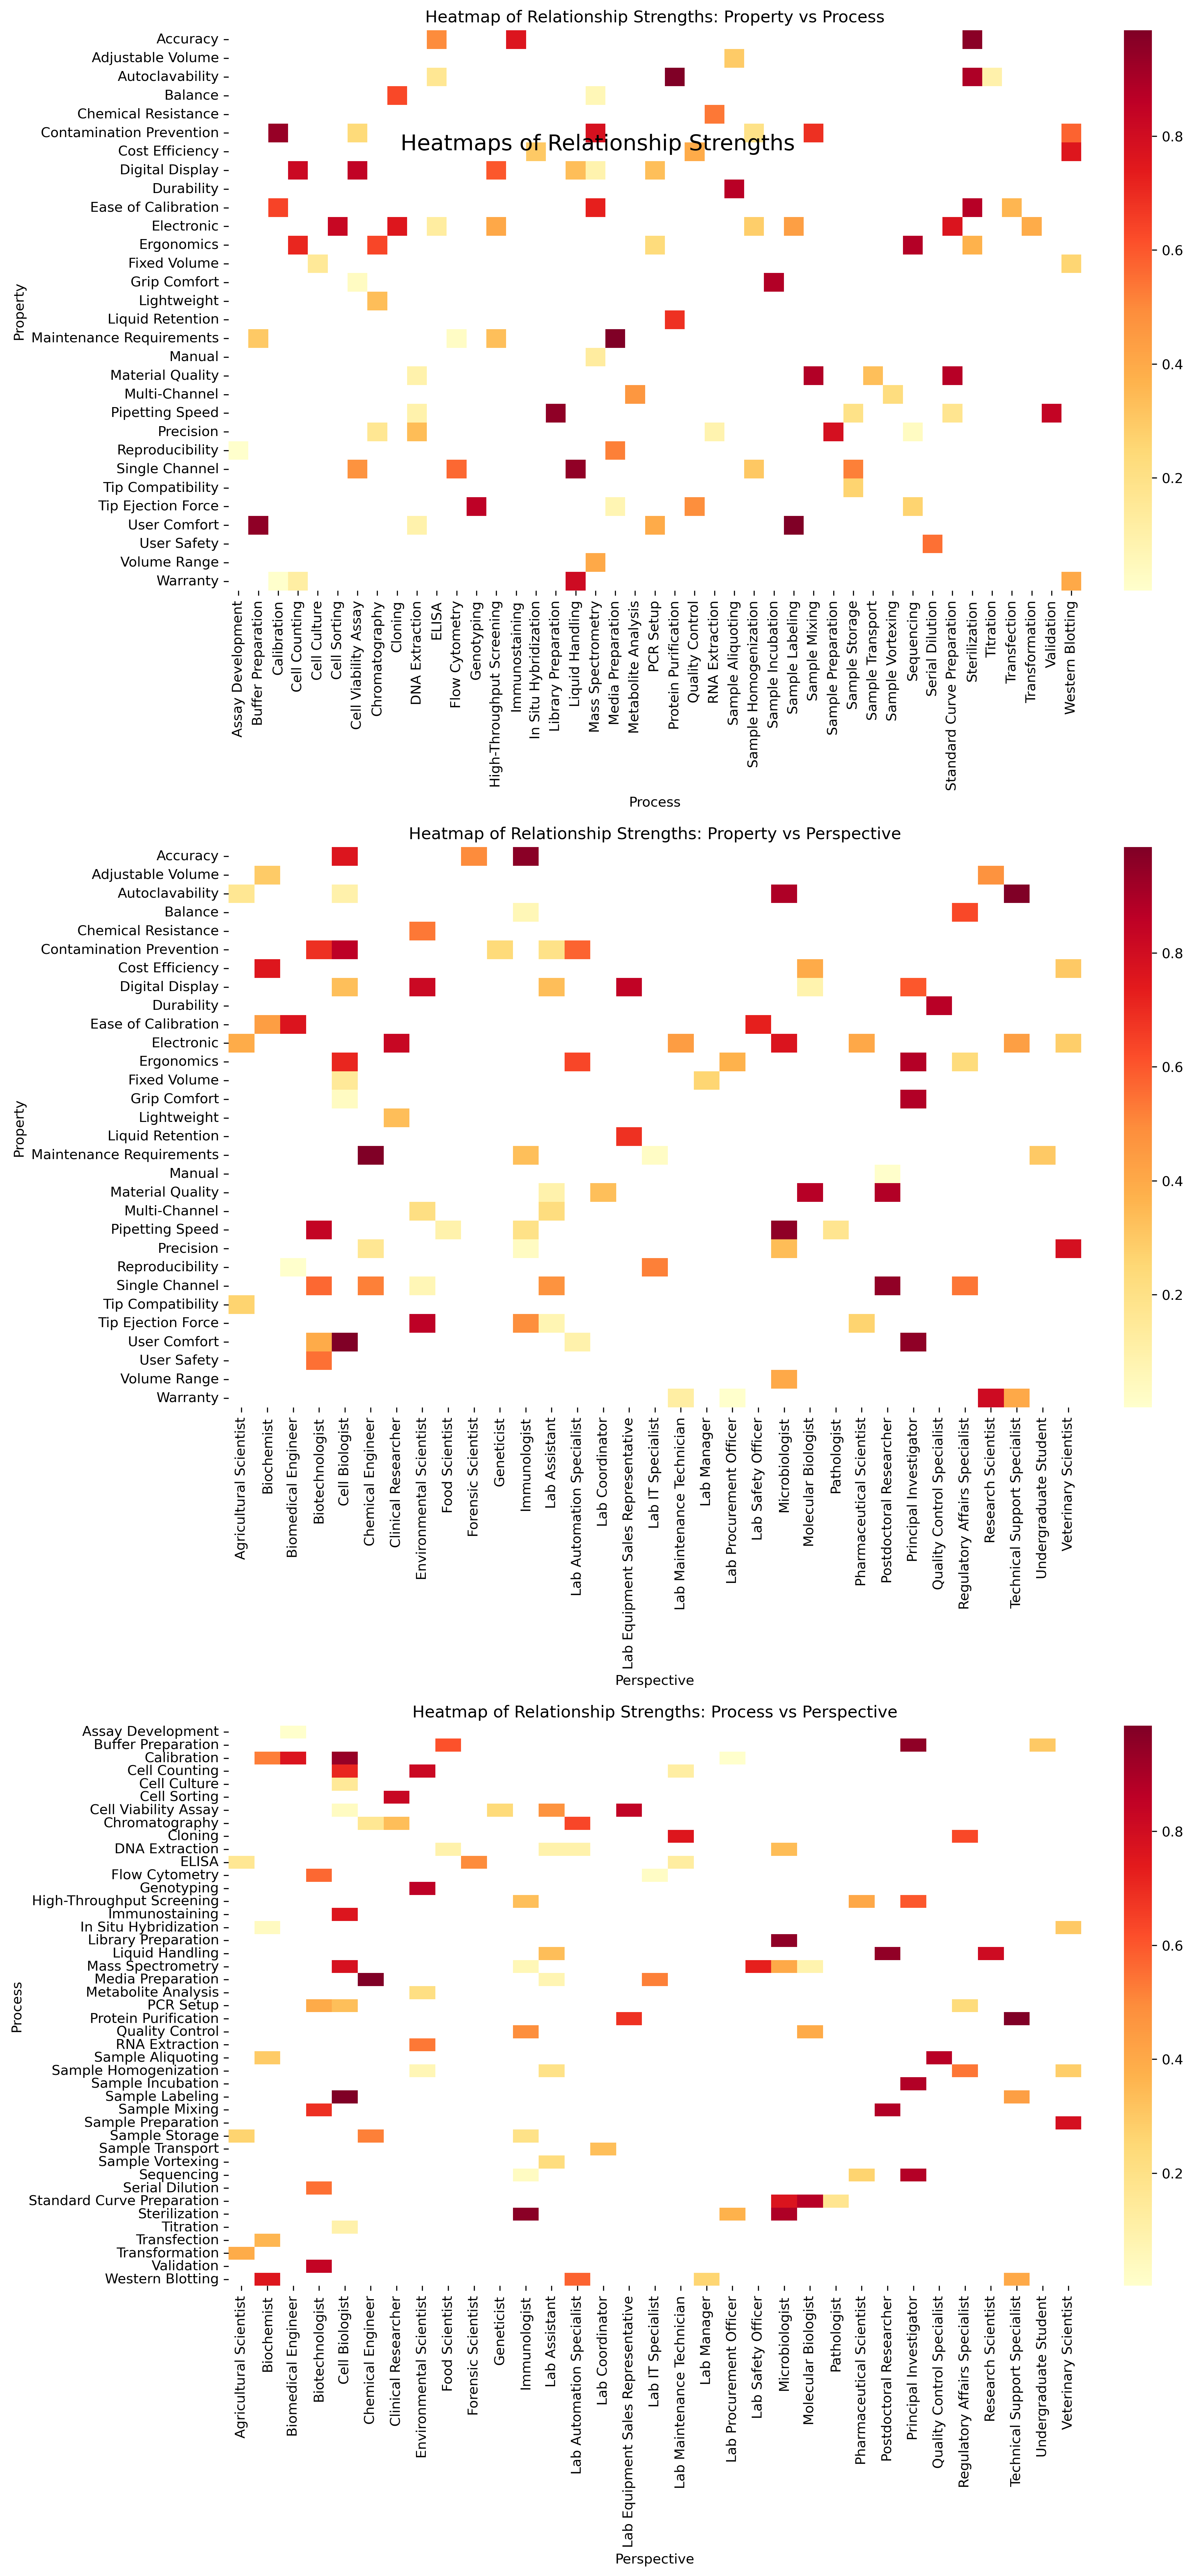 Heatmap of Relationship Strengths: Property vs Process
Heatmaps of Relationship Strengths
Property
Accuracy
Adjustable Volume
Autoclavability
Balance
Chemical Resistance
Contamination Prevention
Cost Efficiency
Digital Display
Durability
Ease of Calibration
Electronic
Ergonomics
Fixed Volume
Grip Comfort
Lightweight
Liquid Retention
Maintenance Requirements
Manual
Material Quality
Multi-Channel
Pipetting Speed
Precision
Reproducibility
Single Channel
Tip Compatibility
Tip Ejection Force
User Comfort
User Safety
Volume Range
Warranty
Assay Development
Buffer Preparation
Calibration
Cell Counting
Cell Culture
Cell Sorting
Cell Viability Assay
Chromatography
Cloning
DNA Extraction
ELISA
Flow Cytometry
Genotyping
High-Throughput Screening
Immunostaining
In Situ Hybridization
Library Preparation
Liquid Handling
Mass Spectrometry
Media Preparation
Metabolite Analysis
PCR Setup
Protein Purification
Quality Control
RNA Extraction
Sample Aliquoting
Sample Homogenization
Sample Incubation
Sample Labeling
Sample Mixing
Sample Preparation
Sample Storage
Sample Transport
Sample Vortexing
Sequencing
Serial Dilution
Standard Curve Preparation
Sterilization
Titration
Transfection
Transformation
Validation
Western Blotting
Process
0.8
0.6
0.4
0.2
Heatmap of Relationship Strengths: Property vs Perspective
Property
Accuracy
Adjustable Volume
Autoclavability
Balance
Chemical Resistance
Contamination Prevention
Cost Efficiency
Digital Display
Durability
Ease of Calibration
Electronic
Ergonomics
Fixed Volume
Grip Comfort
Lightweight
Liquid Retention
Maintenance Requirements
Manual
Material Quality
Multi-Channel
Pipetting Speed
Precision
Reproducibility
Single Channel
Tip Compatibility
Tip Ejection Force
User Comfort
User Safety
Volume Range
Warranty
Agricultural Scientist
Biochemist
Biomedical Engineer
Biotechnologist
Cell Biologist
Chemical Engineer
Clinical Researcher
Environmental Scientist
Food Scientist
Forensic Scientist
Geneticist
Immunologist
Lab Assistant
Lab Automation Specialist
Lab Coordinator
Lab Equipment Sales Representative
Lab IT Specialist
Lab Maintenance Technician
Lab Manager
Lab Procurement Officer
Lab Safety Officer
Microbiologist
Molecular Biologist
Pathologist
Pharmaceutical Scientist
Postdoctoral Researcher
Principal Investigator
Quality Control Specialist
Regulatory Affairs Specialist
Research Scientist
Technical Support Specialist
Undergraduate Student
Veterinary Scientist
Perspective
0.8
0.6
0.4
0.2
Heatmap of Relationship Strengths: Process vs Perspective
Process
Assay Development
Buffer Preparation
Calibration
Cell Counting
Cell Culture
Cell Sorting
Cell Viability Assay
Chromatography
Cloning
DNA Extraction
ELISA
Flow Cytometry
Genotyping
High-Throughput Screening
Immunostaining
In Situ Hybridization
Library Preparation
Liquid Handling
Mass Spectrometry
Media Preparation
Metabolite Analysis
PCR Setup
Protein Purification
Quality Control
RNA Extraction
Sample Aliquoting
Sample Homogenization
Sample Incubation
Sample Labeling
Sample Mixing
Sample Preparation
Sample Storage
Sample Transport
Sample Vortexing
Sequencing
Serial Dilution
Standard Curve Preparation
Sterilization
Titration
Transfection
Transformation
Validation
Western Blotting
Agricultural Scientist
Biochemist
Biomedical Engineer
Biotechnologist
Cell Biologist
Chemical Engineer
Clinical Researcher
Environmental Scientist
Food Scientist
Forensic Scientist
Geneticist
Immunologist
Lab Assistant
Lab Automation Specialist
Lab Coordinator
Lab Equipment Sales Representative
Lab IT Specialist
Lab Maintenance Technician
Lab Manager
Lab Procurement Officer
Lab Safety Officer
Microbiologist
Molecular Biologist
Pathologist
Pharmaceutical Scientist
Postdoctoral Researcher
Principal Investigator
Quality Control Specialist
Regulatory Affairs Specialist
Research Scientist
Technical Support Specialist
Undergraduate Student
Veterinary Scientist
Perspective
0.8
0.6
0.4
0.2